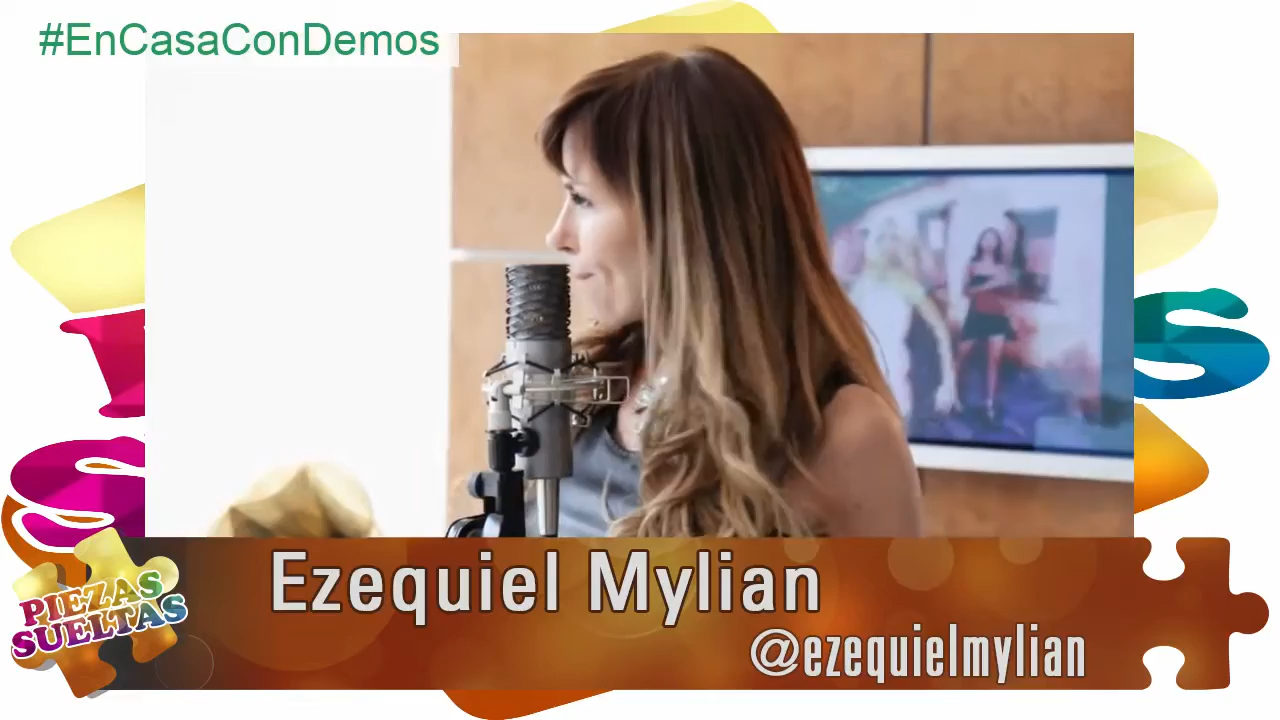 #EnCasaConDemos
PIEZAS
SUELTAS
Ezequiel Mylian
@ezequielmylian